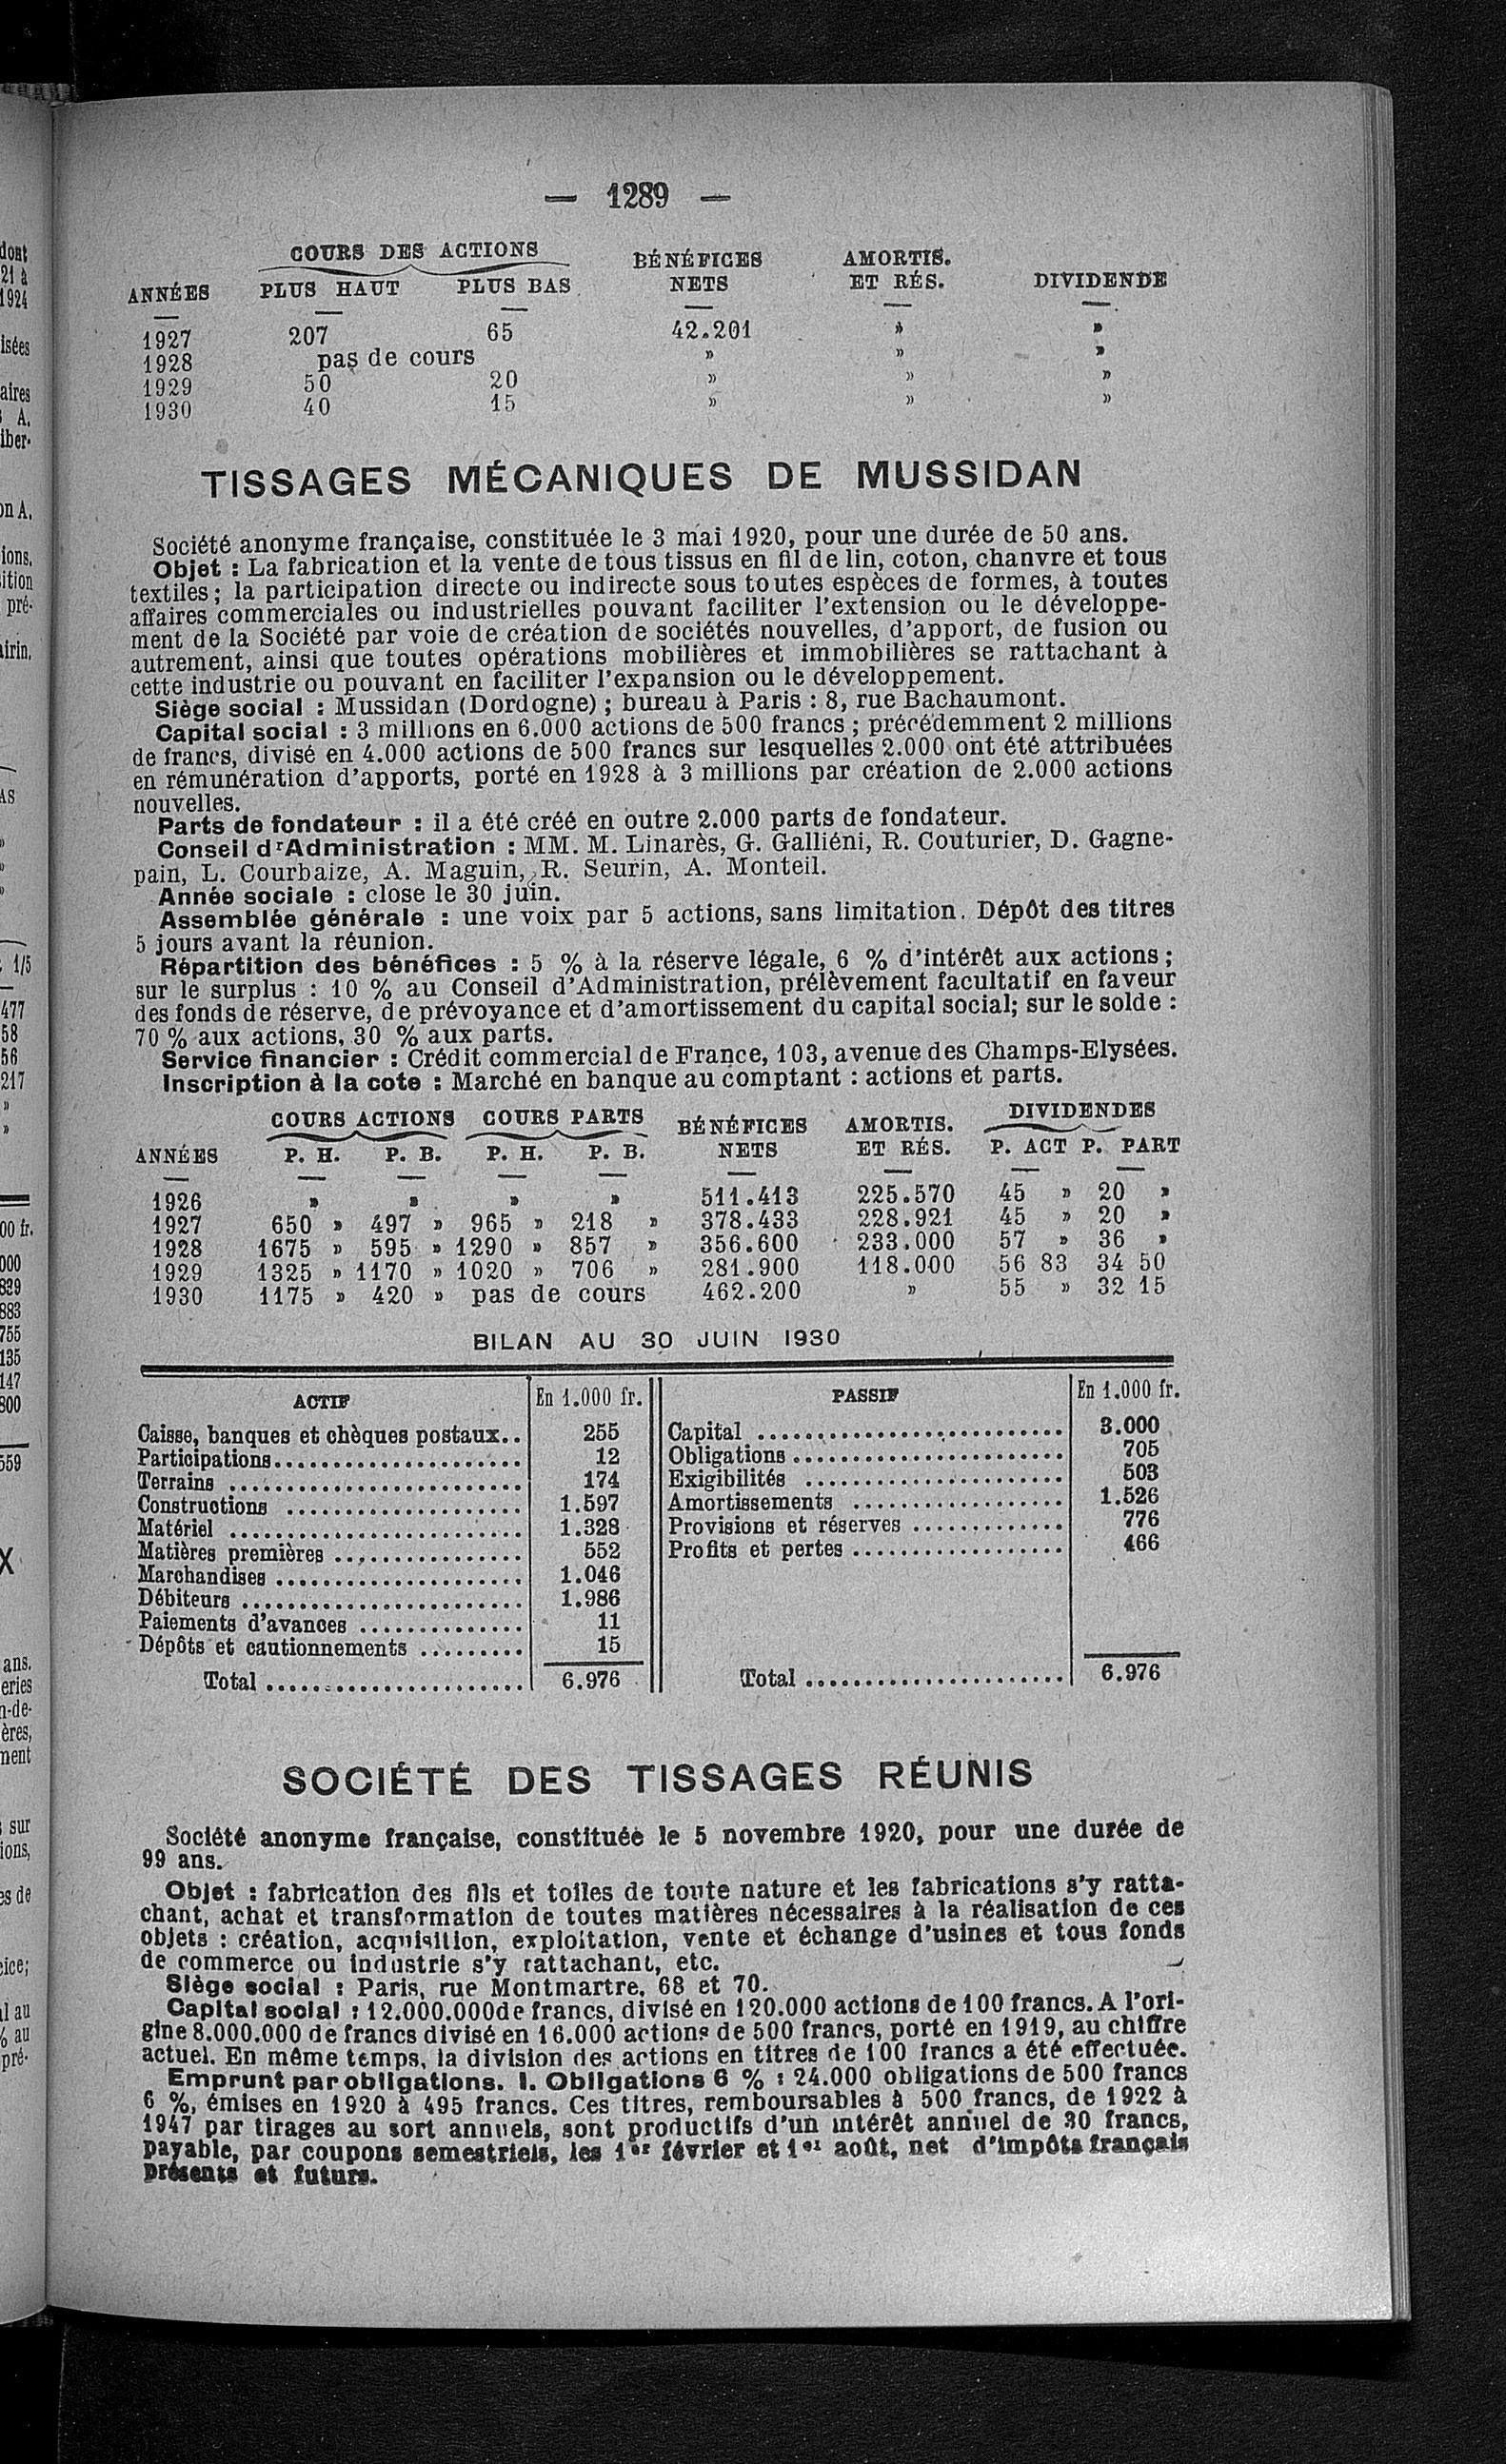 — 1289 —
COURS DES ACTIONS BÉNÉFICES AMORTIS.
ANNÉES PLUS HAUT PLUS BAS NETS ET RÉS. DIVIDENDE
1927 207 65 42.201 » »
1928 pas de cours » » »
1929 50 20 » » »
1930 40 15 » » »
TISSAGES MÉCANIQUES DE MUSSIDAN
Société anonyme française, constituée le 3 mai 1920, pour une durée de 50 ans.
Objet : La fabrication et la vente de tous tissus en fil de lin, coton, chanvre et tous
textiles ; la participation directe ou indirecte sous toutes espèces de formes, à toutes
affaires commerciales ou industrielles pouvant faciliter l'extension ou le développe-
ment de la Société par voie de création de sociétés nouvelles, d'apport, de fusion ou
autrement, ainsi que toutes opérations mobilières et immobilières se rattachant à
cette industrie ou pouvant en faciliter l'expansion ou le développement.
Siège social : Mussidan (Dordogne) ; bureau à Paris : 8, rue Bachaumont.
Capital social : 3 millions en 6.000 actions de 500 francs ; précédemment 2 millions
de francs, divisé en 4.000 actions de 500 francs sur lesquelles 2.000 ont été attribuées
en rémunération d'apports, porté en 1928 à 3 millions par création de 2.000 actions
nouvelles.
Parts de fondateur : il a été créé en outre 2.000 parts de fondateur.
Conseil d'Administration : MM. M. Linarès, G. Galliéni, R. Couturier, D. Gagne-
pain, L. Courbaize, A. Maguin, R. Seurin, A. Monteil.
Année sociale : close le 30 juin.
Assemblée générale : une voix par 5 actions, sans limitation. Dépôt des titres
5 jours avant la réunion.
Répartition des bénéfices : 5 % à la réserve légale, 6 % d'intérêt aux actions ;
sur le surplus : 10 % au Conseil d'Administration, prélèvement facultatif en faveur
des fonds de réserve, de prévoyance et d'amortissement du capital social; sur le solde :
70 % aux actions, 30 % aux parts.
Service financier : Crédit commercial de France, 103, avenue des Champs-Elysées.
Inscription à la cote : Marché en banque au comptant : actions et parts.
COURS ACTIONS COURS PARTS BÉNÉFICES AMORTIS. DIVIDENDES
ANNÉES P. H. P. B. P. H. P. B. NETS ET RÉS. P. ACT P. PART
1926 » » » » 511.413 225.570 45 » 20 »
1927 650 » 497 » 965 » 218 » 378.433 228.921 45 » 20 »
1928 1675 » 595 » 1290 » 857 » 356.600 233.000 57 » 36 »
1929 1325 » 1170 » 1020 » 706 » 281.900 118.000 56 83 34 50
1930 1175 » 420 » pas de cours 462.200 » 55 » 32 15
BILAN AU 30 JUIN 1930
ACTIF En 1.000 fr. PASSIF En 1.000 fr.
Caisse, banques et chèques postaux.. 255 Capital .......................... 3.000
Participations..................... 12 Obligations....................... 705
Terrains ......................... 174 Exigibilités ...................... 503
Constructions .................... 1.597 Amortissements .................. 1.526
Matériel ......................... 1.328 Provisions et réserves ............. 776
Matières premières ................ 552 Profits et pertes .................. 466
Marchandises ..................... 1.046
Débiteurs ........................ 1.986
Paiements d'avances .............. 11
Dépôts et cautionnements ......... 15
Total ...................... 6.976 Total ...................... 6.976
SOCIÉTÉ DES TISSAGES RÉUNIS
Société anonyme française, constituée le 5 novembre 1920, pour une durée de
99 ans.
Objet : fabrication des fils et toiles de toute nature et les fabrications s'y ratta-
chant, achat et transformation de toutes matières nécessaires à la réalisation de ces
objets : création, acquisition, exploitation, vente et échange d'usines et tous fonds
de commerce ou industrie s'y rattachant, etc.
Siège social : Paris, rue Montmartre, 68 et 70.
Capital social : 12.000.000de francs, divisé en 120.000 actions de 100 francs. A l'ori-
gine 8.000.000 de francs divisé en 16.000 actions de 500 francs, porté en 1919, au chiffre
actuel. En même temps, la division des actions en titres de 100 francs a été effectuée.
Emprunt par obligations. I. Obligations 6 % : 24.000 obligations de 500 francs
6 %, émises en 1920 à 495 francs. Ces titres, remboursables à 500 francs, de 1922 à
1947 par tirages au sort annuels, sont productifs d'un intérêt annuel de 30 francs,
payable, par coupons semestriels, les 1er février et 1er août, net d'impôts français
présents et futurs.